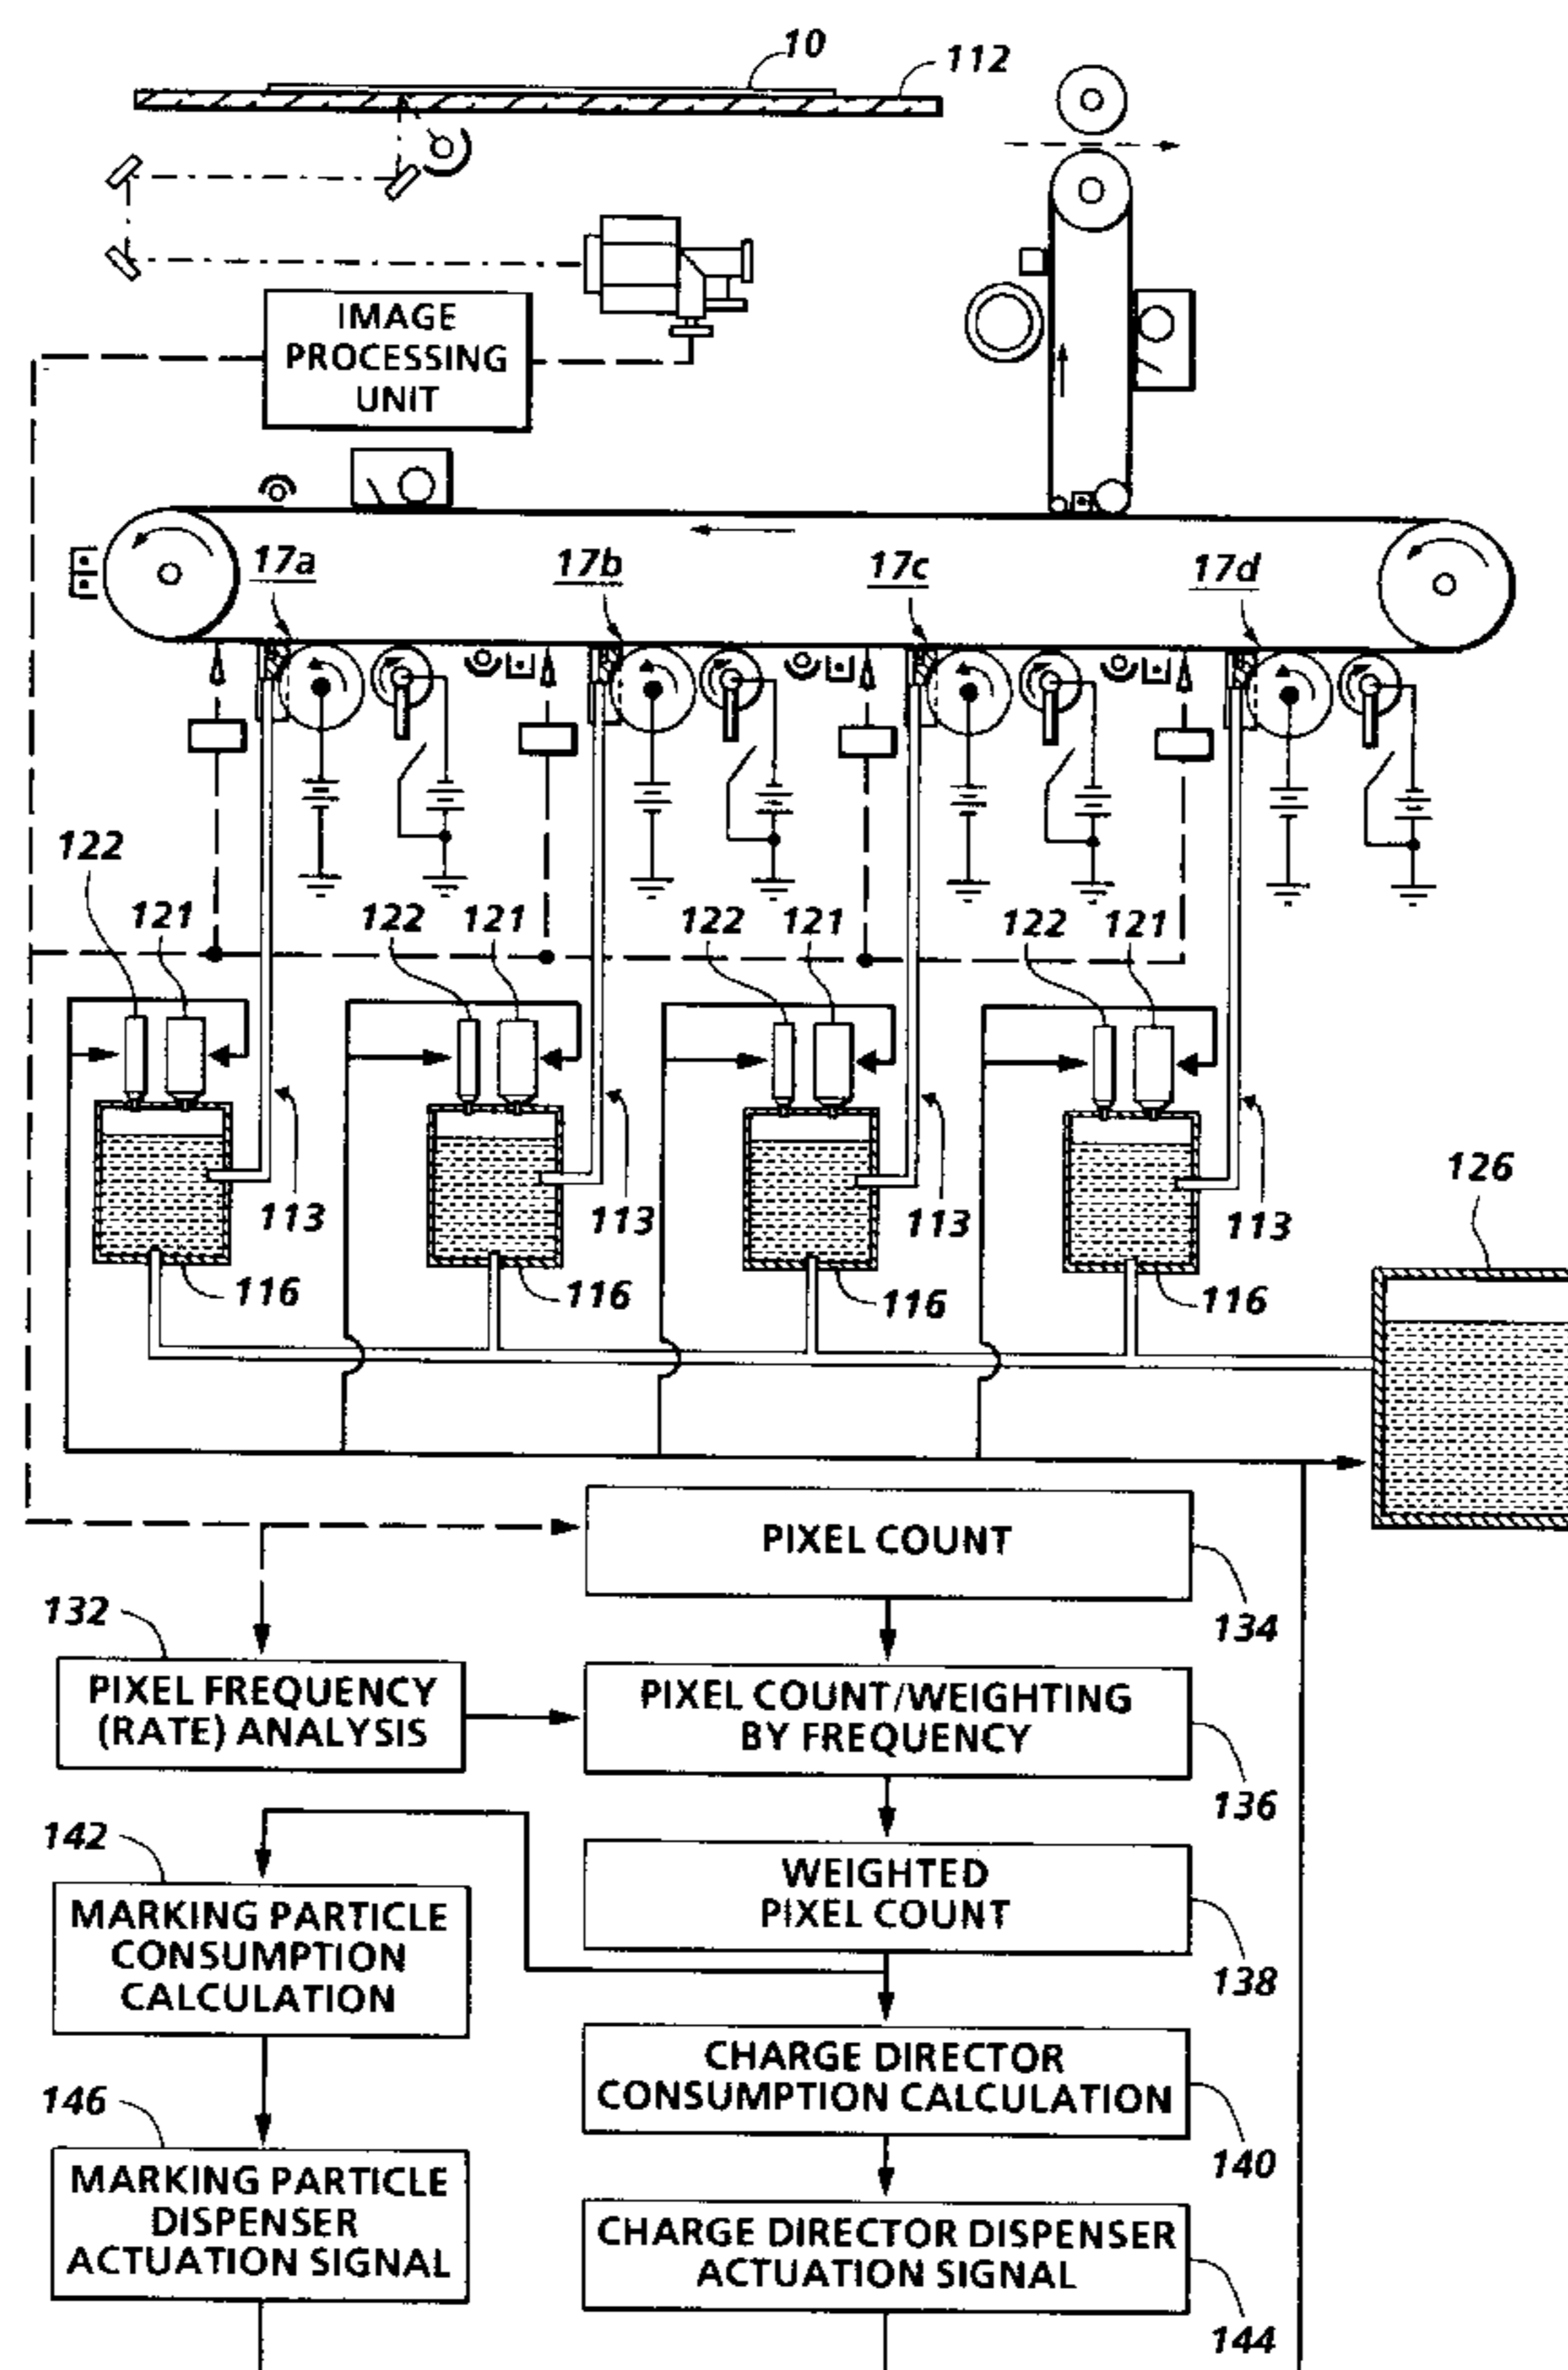 10
112
IMAGE
PROCESSING
UNIT
17a
17b
17c
17d
122
121
122
121
122
121
122
121
113
113
113
113
126
116
116
116
116
PIXEL COUNT
134
132
PIXEL FREQUENCY
(RATE) ANALYSIS
PIXEL COUNT/WEIGHTING
BY FREQUENCY
136
142
MARKING PARTICLE
CONSUMPTION
CALCULATION
WEIGHTED
PIXEL COUNT
138
CHARGE DIRECTOR
CONSUMPTION CALCULATION
140
146
MARKING PARTICLE
DISPENSER
ACTUATION SIGNAL
CHARGE DIRECTOR DISPENSER
ACTUATION SIGNAL
144